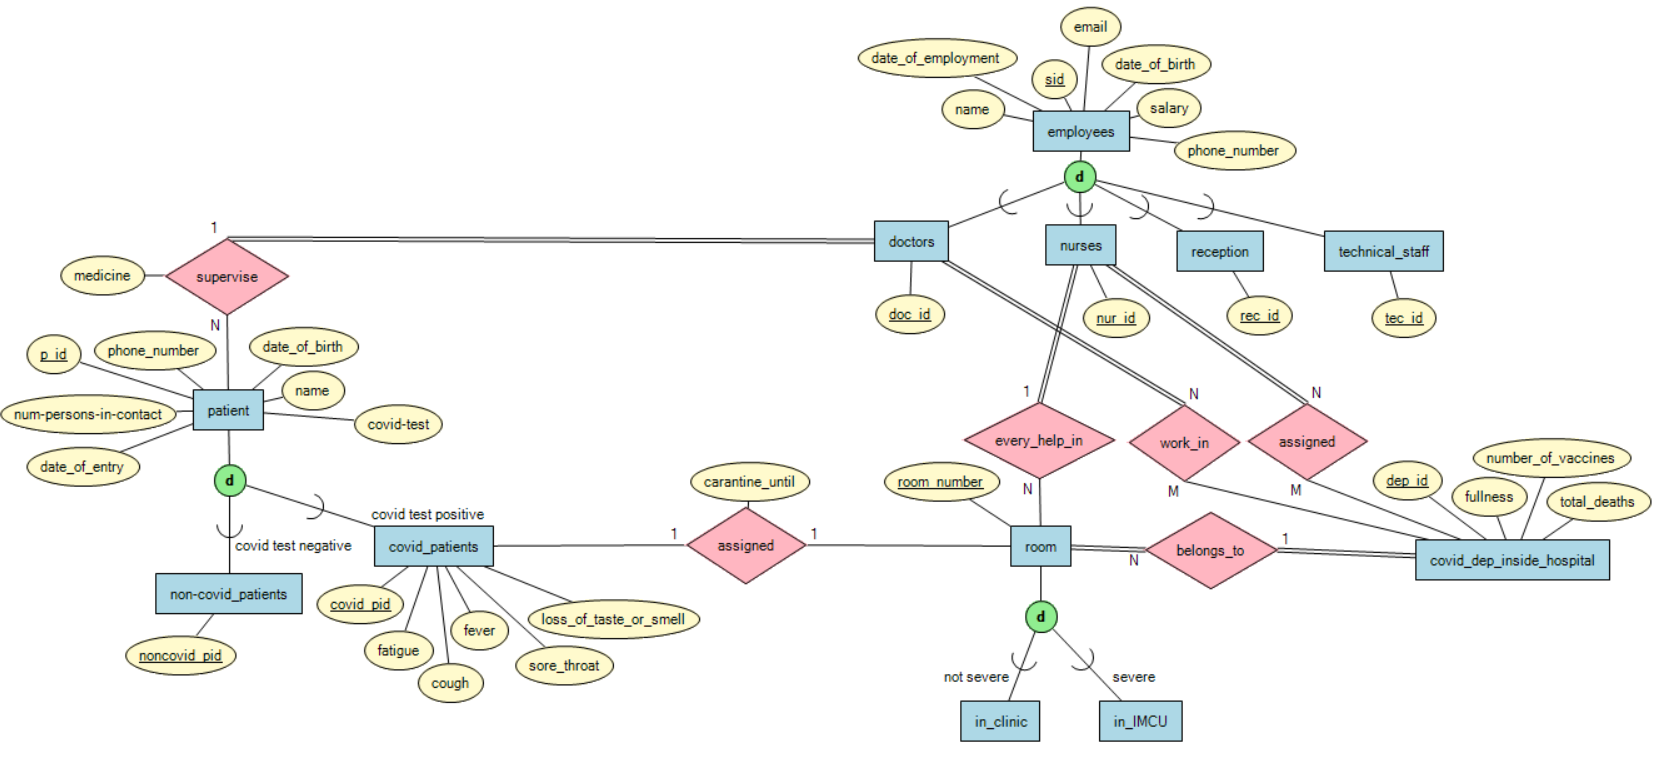 email
date_of_employment
sid
date_of_birth
name
salary
employees
phone_number
d
1
doctors
nurses
reception
technical_staff
medicine
supervise
doc_id
nur_id
rec_id
tec_id
N
p_id
phone_number
date_of_birth
name
num-persons-in-contact
patient
covid-test
date_of_entry
1
N
N
every_help_in
work_in
assigned
number_of_vaccines
d
carantine_until
room_number
N
M
M
dep_id
fullness
total_deaths
covid test positive
covid test negative
covid_patients
1
assigned
1
room
N
belongs_to
1
covid_dep_inside_hospital
non-covid_patients
covid_pid
loss_of_taste_or_smell
d
noncovid_pid
fatigue
fever
cough
sore_throat
not severe
severe
in_clinic
in_IMCU